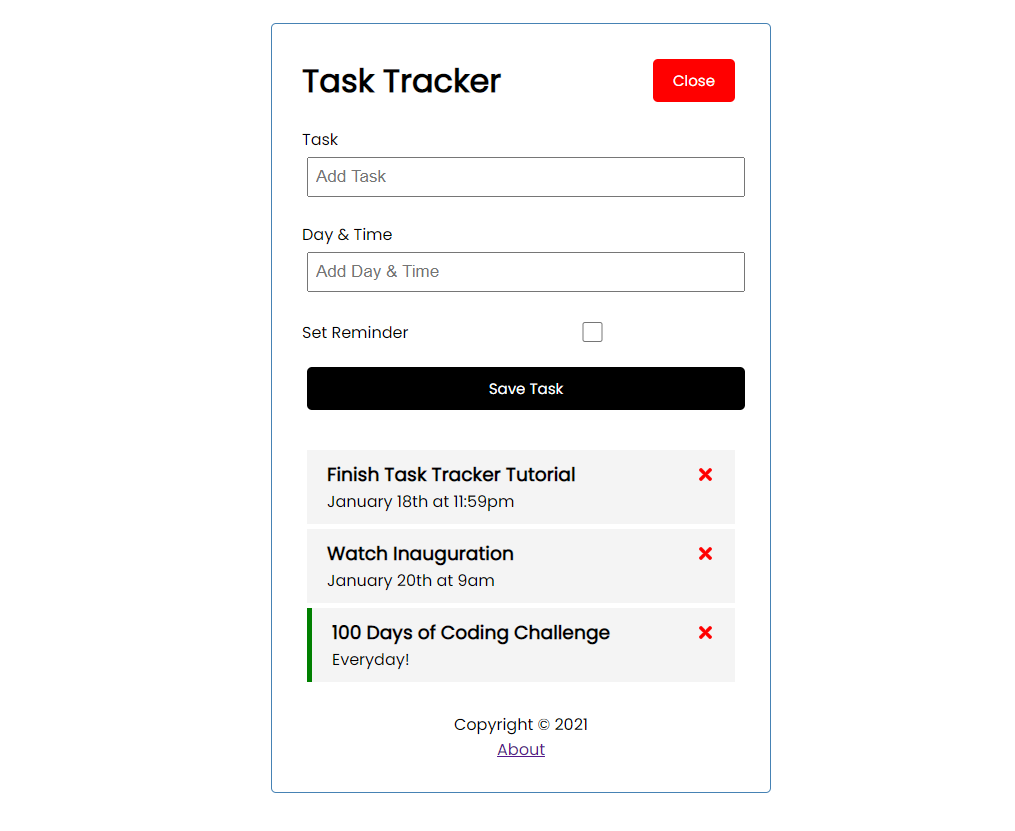 Task Tracker
Close
Task
Add Task
Day & Time
Add Day & Time
Set Reminder
Save Task
Finish Task Tracker Tutorial
January 18th at 11:59pm
Watch Inauguration
January 20th at 9am
100 Days of Coding Challenge
Everyday!
Copyright © 2021
About